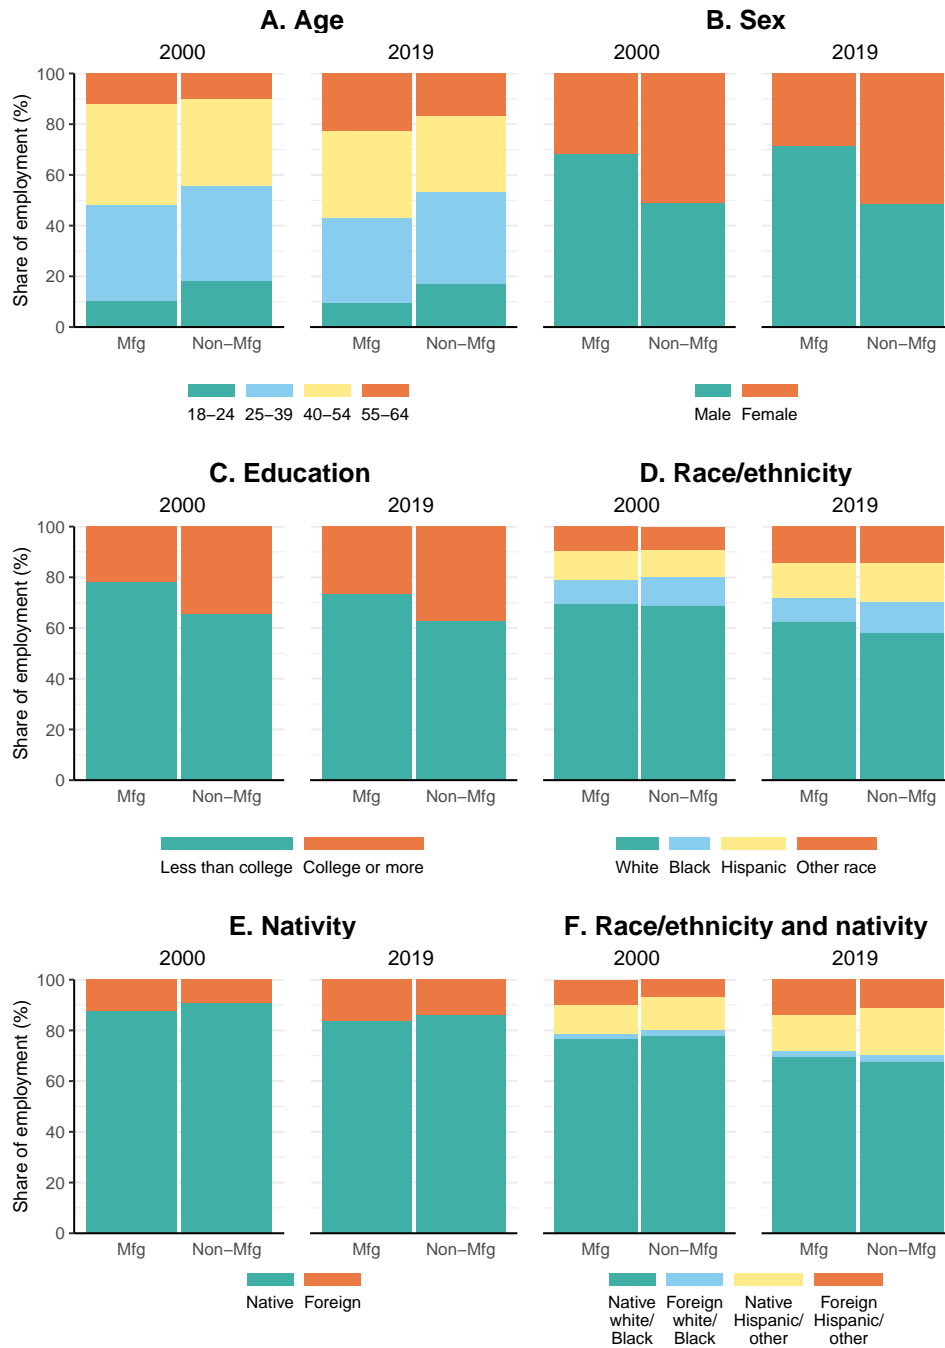 A. Age
B. Sex
2000
2019
2000
2019
Share of employment (%)
100
80
60
40
20
0
Mfg
Non−Mfg
Mfg
Non−Mfg
Mfg
Non−Mfg
Mfg
Non−Mfg
18−24
25−39
40−54
55−64
Male
Female
C. Education
D. Race/ethnicity
2000
2019
2000
2019
Share of employment (%)
100
80
60
40
20
0
Mfg
Non−Mfg
Mfg
Non−Mfg
Mfg
Non−Mfg
Mfg
Non−Mfg
Less than college
College or more
White
Black
Hispanic
Other race
E. Nativity
F. Race/ethnicity and nativity
2000
2019
2000
2019
Share of employment (%)
100
80
60
40
20
0
Mfg
Non−Mfg
Mfg
Non−Mfg
Mfg
Non−Mfg
Mfg
Non−Mfg
Native
Foreign
Native
white/
Black
Foreign
white/
Black
Native
Hispanic/
other
Foreign
Hispanic/
other